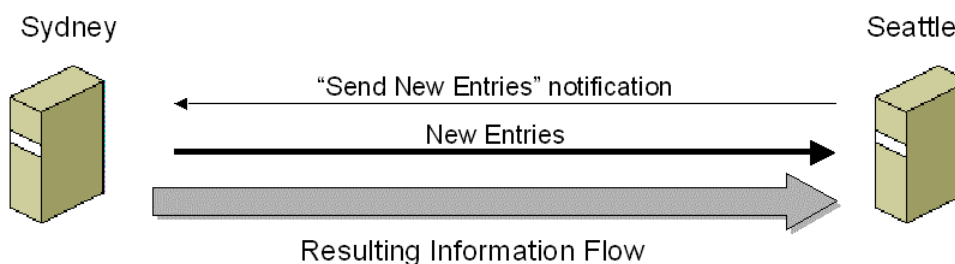 Sydney
Seattle
“Send New Entries” notification
New Entries
Resulting Information Flow